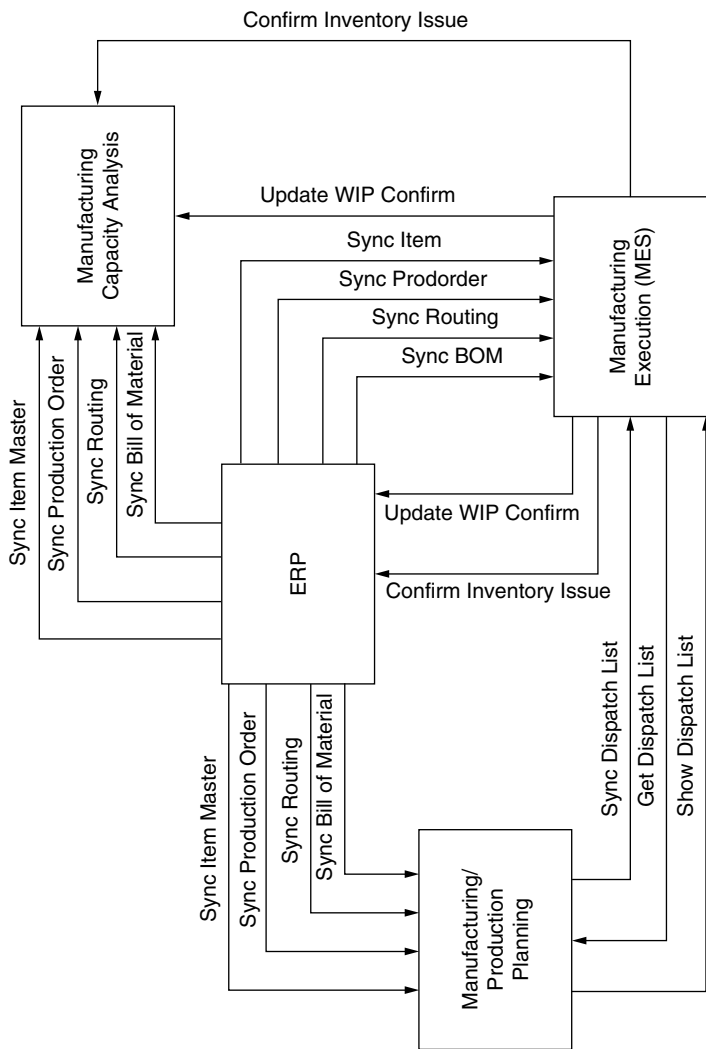 Confirm Inventory Issue
Manufacturing
Capacity Analysis
Update WIP Confirm
Sync Item
Sync Prodorder
Sync Routing
Sync BOM
Manufacturing
Execution (MES)
Sync Item Master
Sync Production Order
Sync Routing
Sync Bill of Material
ERP
Update WIP Confirm
Confirm Inventory Issue
Sync Item Master
Sync Production Order
Sync Routing
Sync Bill of Material
Sync Dispatch List
Get Dispatch List
Show Dispatch List
Manufacturing/
Production
Planning